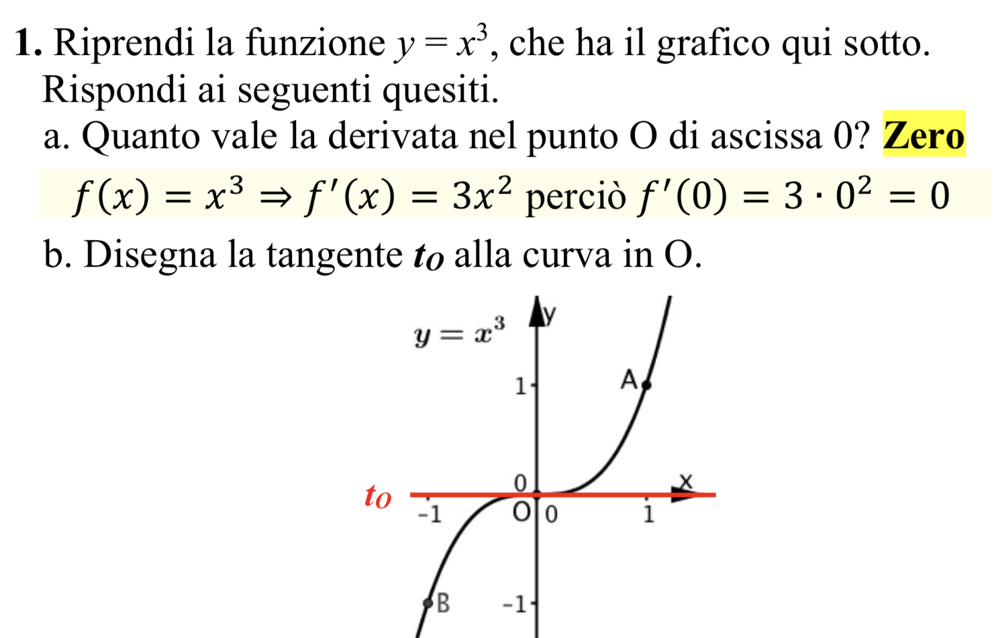 1. Riprendi la funzione y = x³, che ha il grafico qui sotto.
Rispondi ai seguenti quesiti.
a. Quanto vale la derivata nel punto O di ascissa 0? Zero
f(x) = x³ ⇒ f′(x) = 3x² perciò f′(0) = 3 · 0² = 0
b. Disegna la tangente to alla curva in O.
y = x³
y
A
1
0
x
to
-1
O
0
1
B
-1